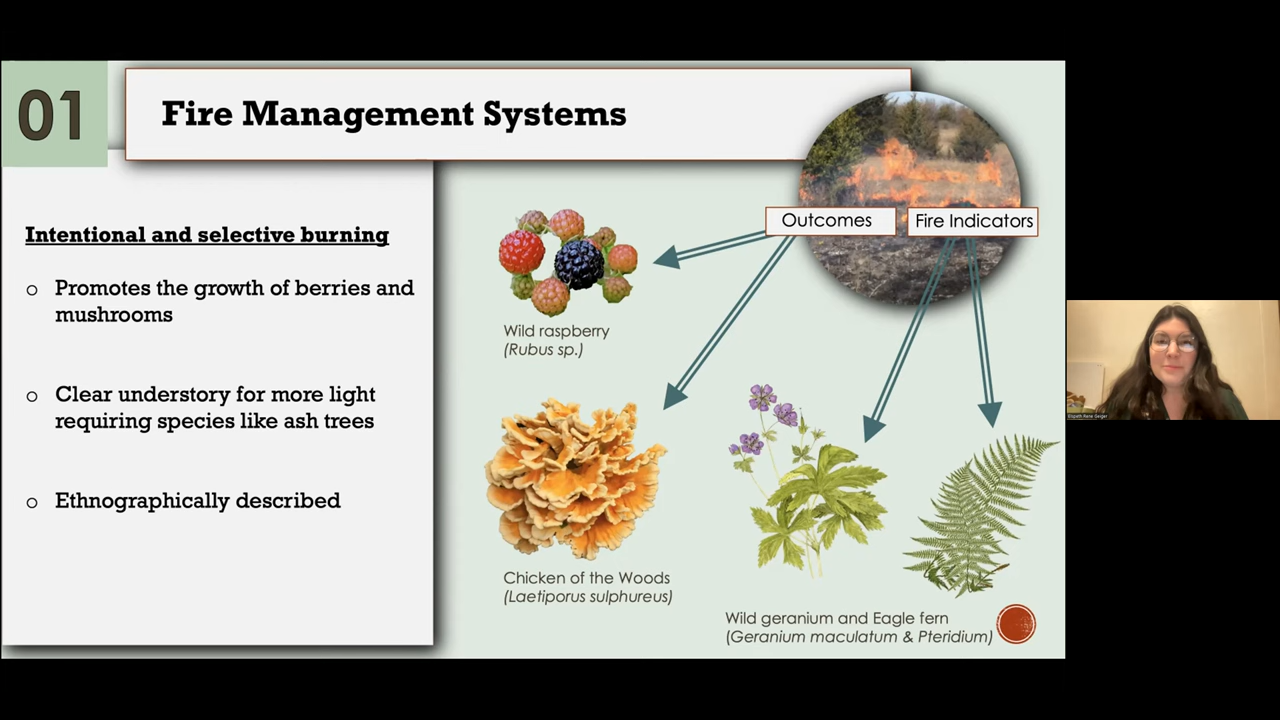 01
Fire Management Systems
Intentional and selective burning
o Promotes the growth of berries and
mushrooms
o Clear understory for more light
requiring species like ash trees
o Ethnographically described
Outcomes
Fire Indicators
Wild raspberry
(Rubus sp.)
Chicken of the Woods
(Laetiporus sulphureus)
Wild geranium and Eagle fern
(Geranium maculatum & Pteridium)